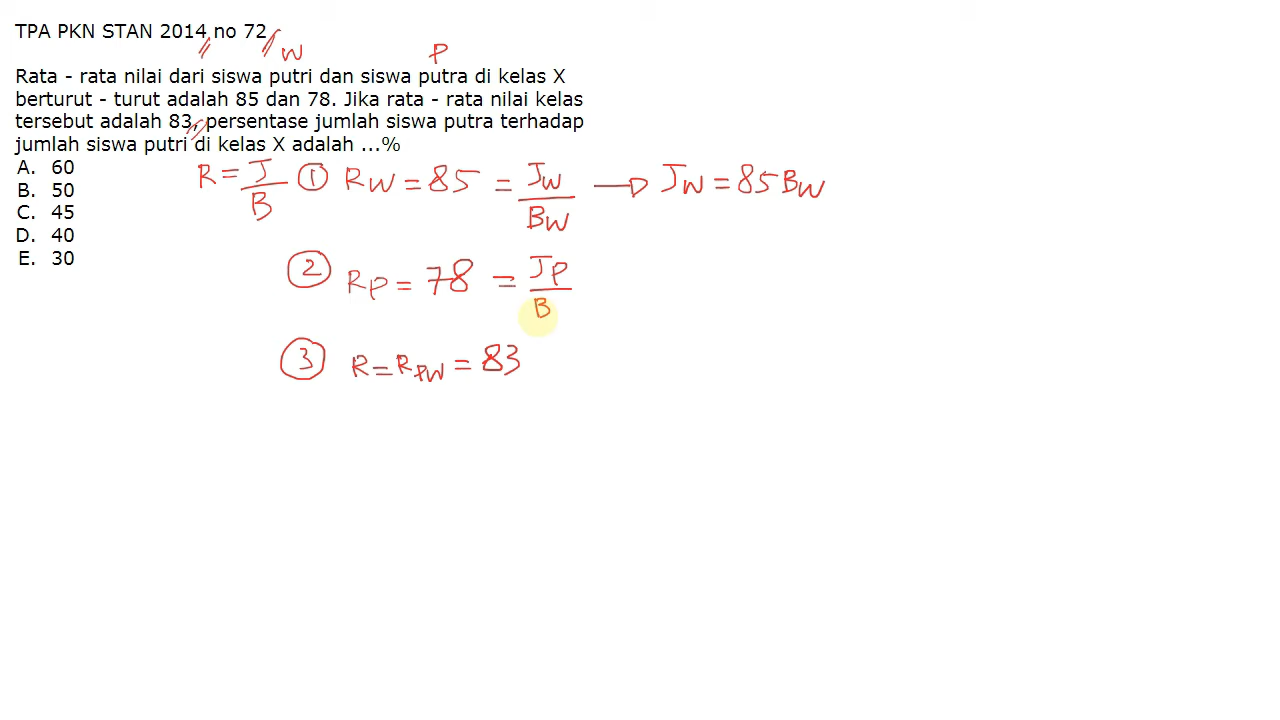 TPA PKN STAN 2014 no 72
W P
Rata - rata nilai dari siswa putri dan siswa putra di kelas X
berturut - turut adalah 85 dan 78. Jika rata - rata nilai kelas
tersebut adalah 83, persentase jumlah siswa putra terhadap
jumlah siswa putri di kelas X adalah ...%
A. 60
B. 50
C. 45
D. 40
E. 30
R = J/B ① RW = 85 = JW/BW → JW = 85 BW
② RP = 78 = JP/B
③ R = RPW = 83